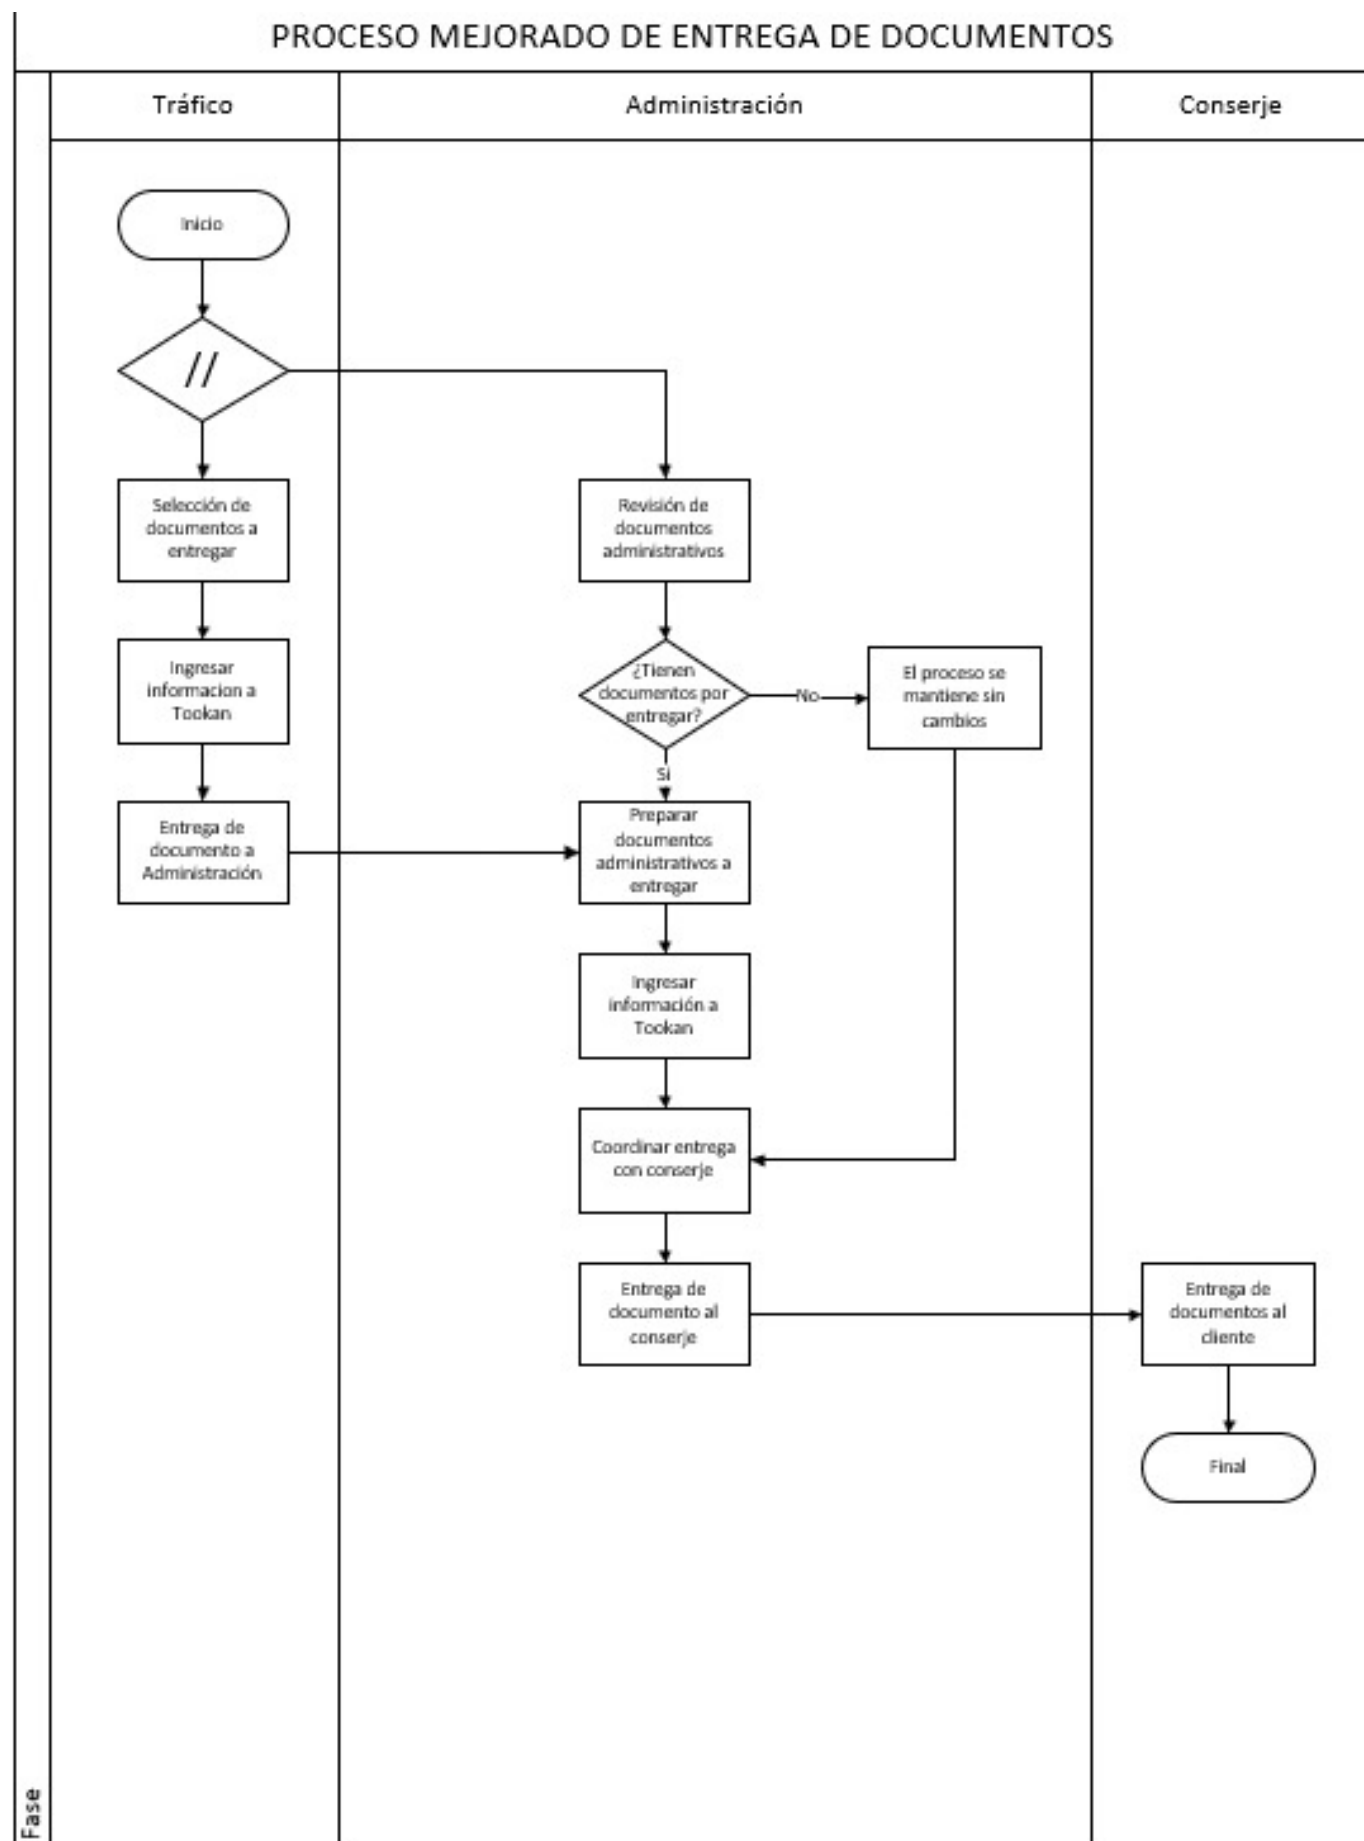 PROCESO MEJORADO DE ENTREGA DE DOCUMENTOS
Tráfico
Administración
Conserje
Inicio
//
Selección de
documentos a
entregar
Revisión de
documentos
administrativos
Ingresar
informacion a
Tookan
¿Tienen
documentos por
entregar?
No
El proceso se
mantiene sin
cambios
Si
Entrega de
documento a
Administración
Preparar
documentos
administrativos a
entregar
Ingresar
información a
Tookan
Coordinar entrega
con conserje
Entrega de
documento al
conserje
Entrega de
documentos al
cliente
Final
Fase